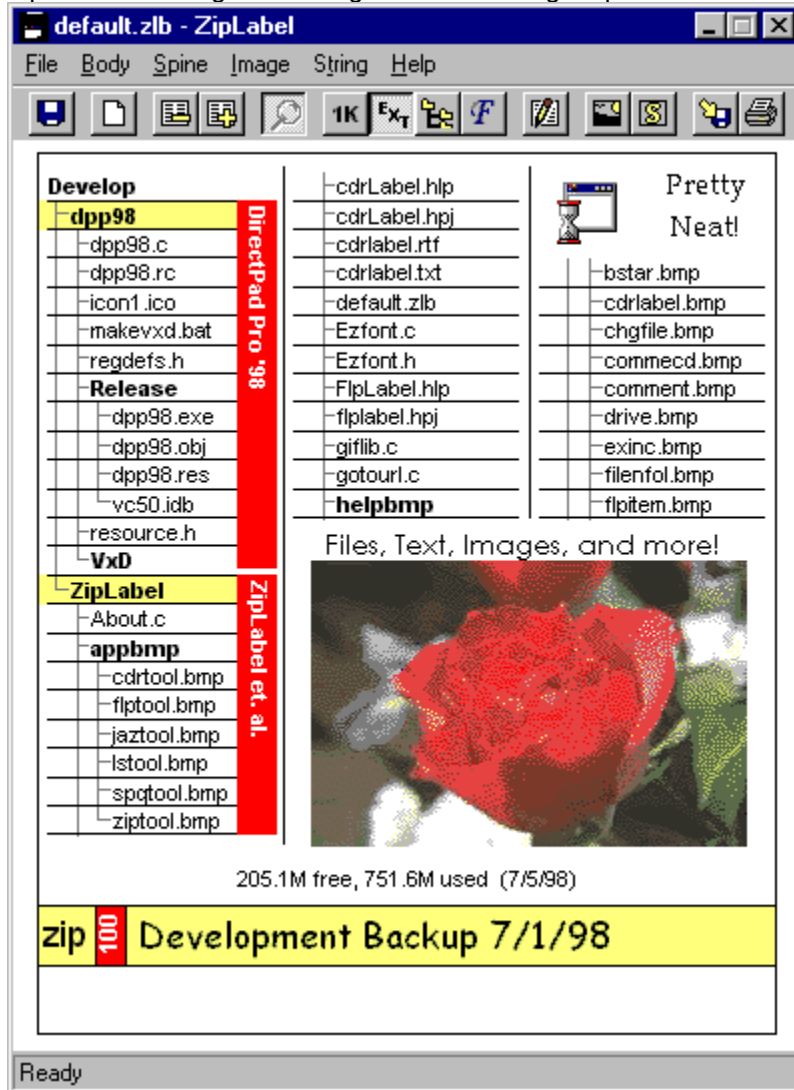 default.zlb - ZipLabel
File Body Spine Image String Help
1K EXT F S
Develop
dpp98
dpp98.c
dpp98.rc
icon1.ico
makevxd.bat
regdefs.h
Release
dpp98.exe
dpp98.obj
dpp98.res
vc50.idb
resource.h
VxD
DirectPad Pro '98
ZipLabel
About.c
appbmp
cdrtool.bmp
flptool.bmp
jaztool.bmp
lstool.bmp
spqtool.bmp
ziptool.bmp
ZipLabel et. al.
cdrLabel.hlp
cdrLabel.hpj
cdrlabel.rtf
cdrlabel.txt
default.zlb
Ezfont.c
Ezfont.h
FlpLabel.hlp
flplabel.hpj
giflib.c
gotourl.c
helpbmp
Pretty
Neat!
bstar.bmp
cdrlabel.bmp
chgfile.bmp
commecd.bmp
comment.bmp
drive.bmp
exinc.bmp
filenfol.bmp
flpitem.bmp
Files, Text, Images, and more!
205.1M free, 751.6M used (7/5/98)
zip 100 Development Backup 7/1/98
Ready